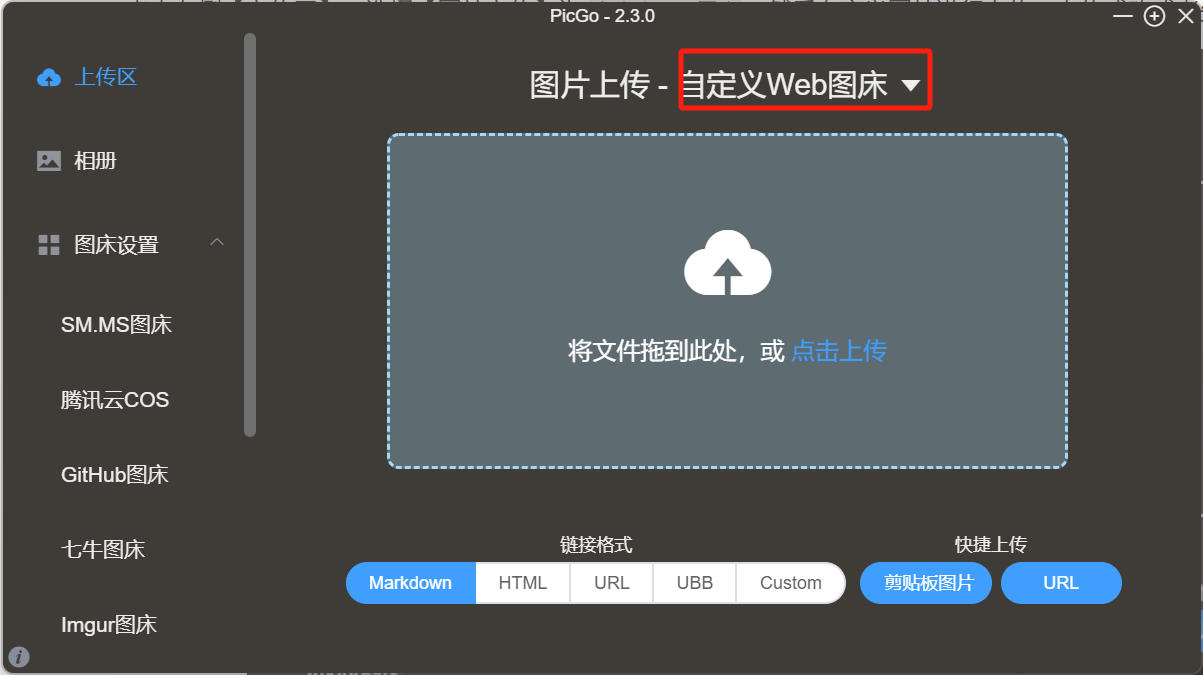 PicGo - 2.3.0
上传区
相册
图床设置
SM.MS图床
腾讯云COS
GitHub图床
七牛图床
Imgur图床
图片上传 - 自定义Web图床
将文件拖到此处，或 点击上传
链接格式
Markdown HTML URL UBB Custom
快捷上传
剪贴板图片 URL